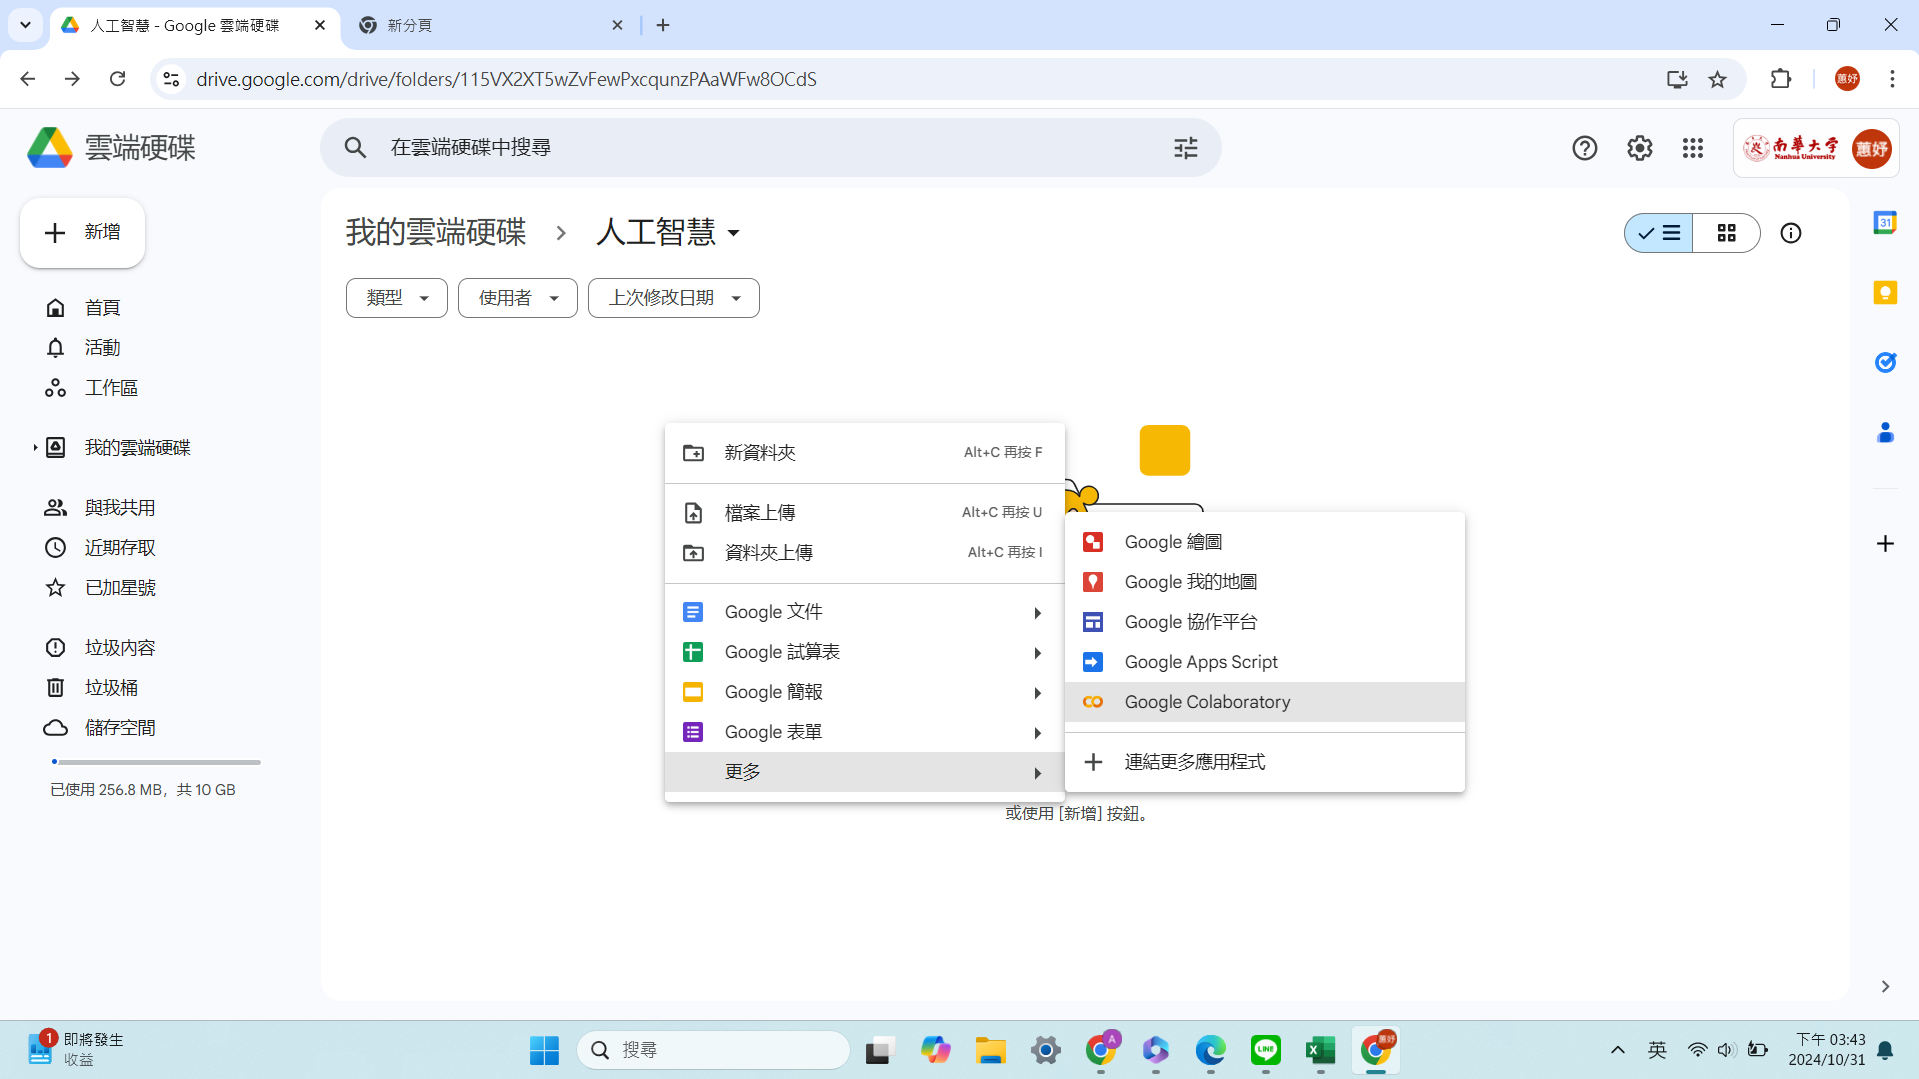 人工智慧 - Google 雲端硬碟
新分頁
drive.google.com/drive/folders/115VX2XT5wZvFewPxcqunzPAaWFw8OCdS
蕙妤
雲端硬碟
在雲端硬碟中搜尋
南華大學
Nanhua University
蕙妤
新增
我的雲端硬碟
人工智慧
31
類型
使用者
上次修改日期
首頁
活動
工作區
我的雲端硬碟
與我共用
近期存取
已加星號
垃圾內容
垃圾桶
儲存空間
已使用 256.8 MB，共 10 GB
新資料夾 Alt+C 再按 F
檔案上傳 Alt+C 再按 U
資料夾上傳 Alt+C 再按 I
Google 文件
Google 試算表
Google 簡報
Google 表單
更多
Google 繪圖
Google 我的地圖
Google 協作平台
Google Apps Script
Google Colaboratory
連結更多應用程式
或使用 [新增] 按鈕。
1
即將發生
收益
搜尋
A
LINE
蕙妤
英
下午 03:43
2024/10/31